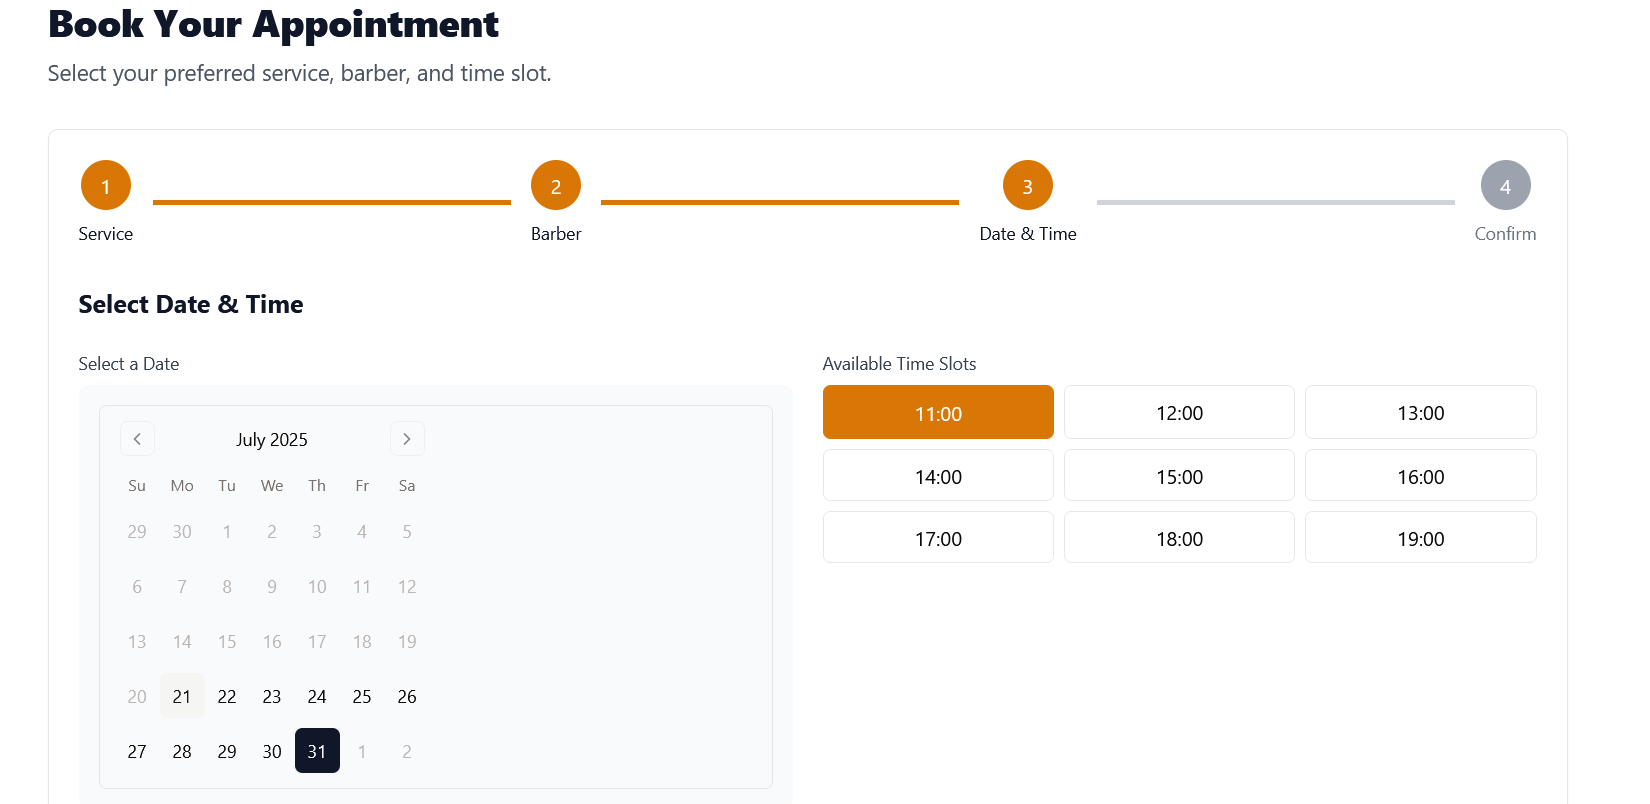 Book Your Appointment
Select your preferred service, barber, and time slot.
1 2 3 4
Service Barber Date & Time Confirm
Select Date & Time
Select a Date
July 2025
Su Mo Tu We Th Fr Sa
29 30 1 2 3 4 5
6 7 8 9 10 11 12
13 14 15 16 17 18 19
20 21 22 23 24 25 26
27 28 29 30 31 1 2
Available Time Slots
11:00 12:00 13:00
14:00 15:00 16:00
17:00 18:00 19:00